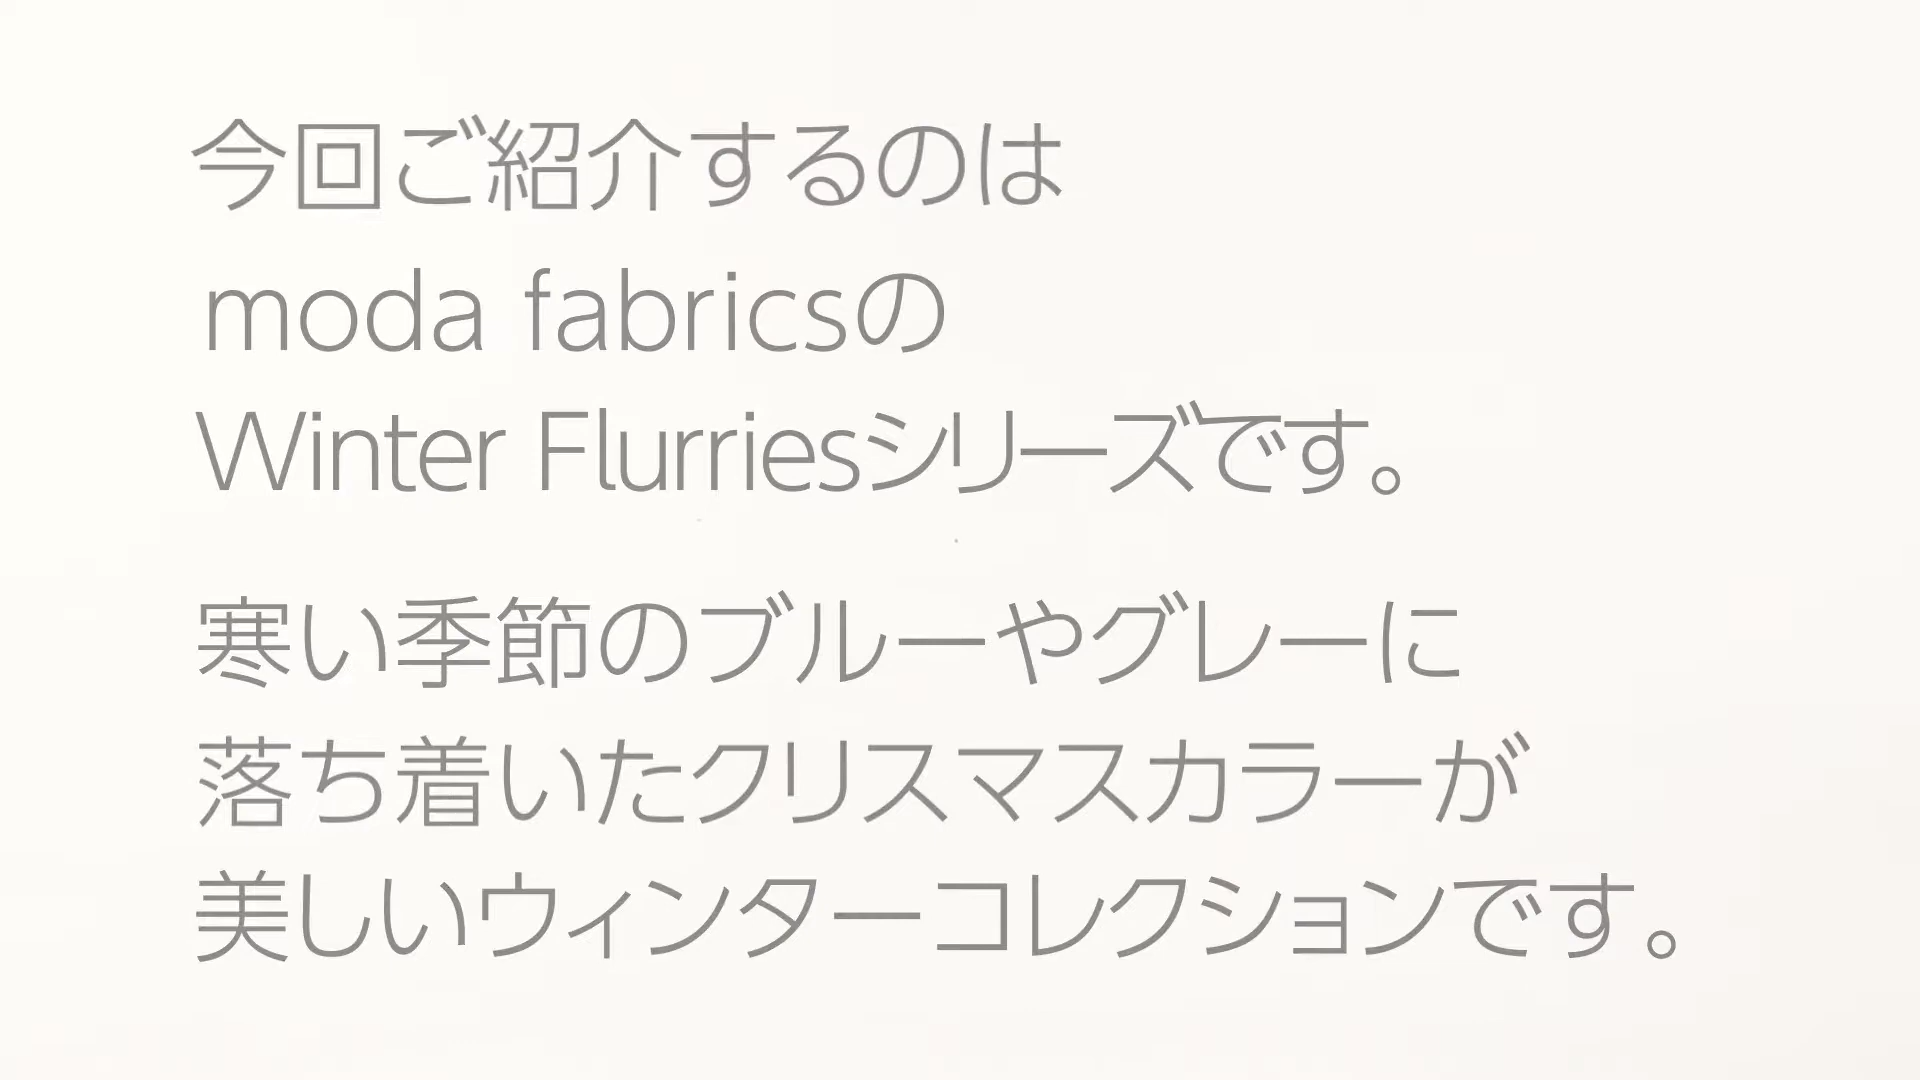 今回ご紹介するのは
moda fabricsの
Winter Flurriesシリーズです。
寒い季節のブルーやグレーに
落ち着いたクリスマスカラーが
美しいウィンターコレクションです。